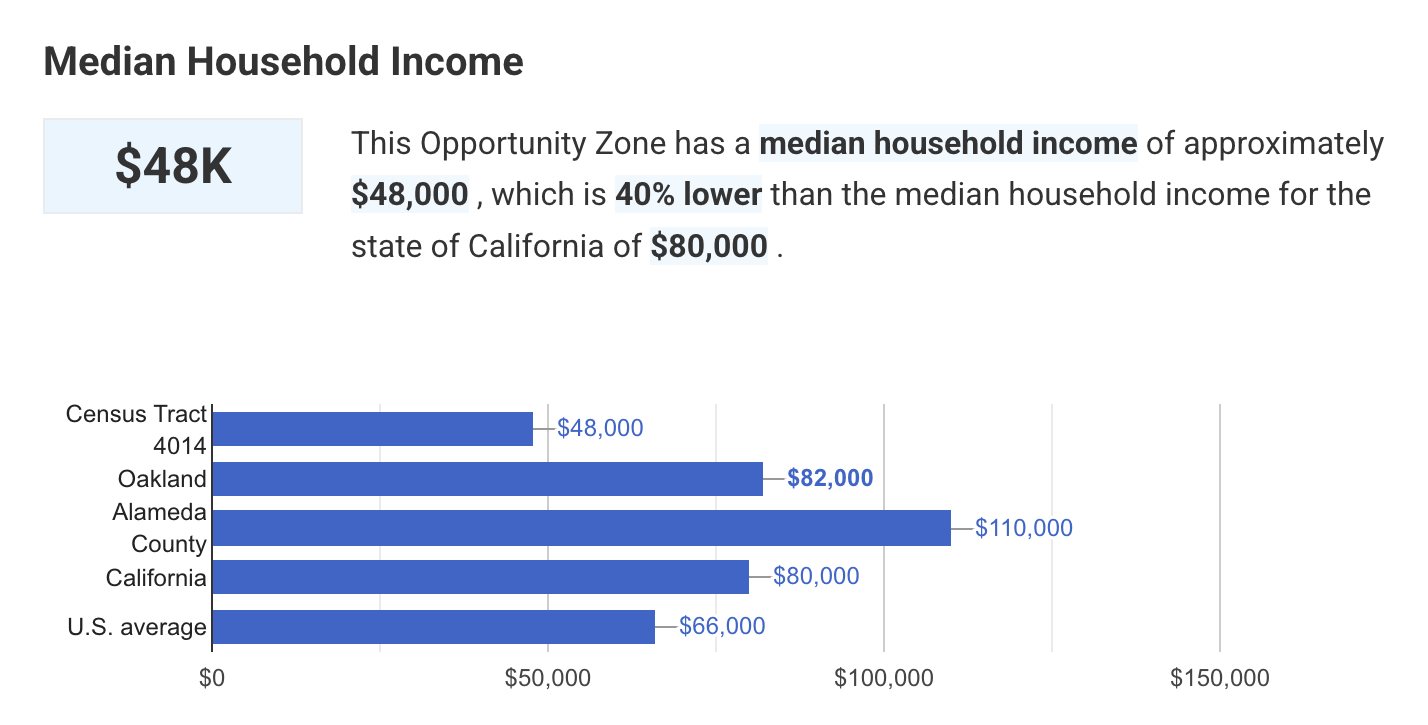 Median Household Income
$48K
This Opportunity Zone has a median household income of approximately
$48,000 , which is 40% lower than the median household income for the
state of California of $80,000 .
Census Tract
4014
$48,000
Oakland
$82,000
Alameda
County
$110,000
California
$80,000
U.S. average
$66,000
$0
$50,000
$100,000
$150,000